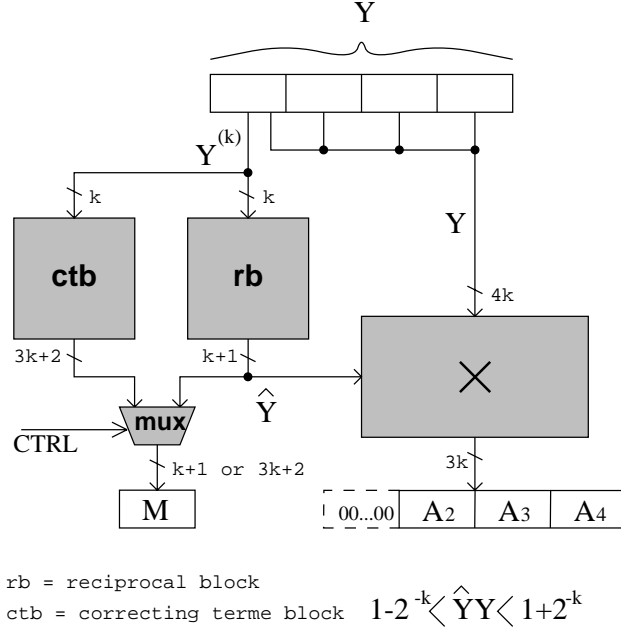 Y
Y(k)
k
k
Y
ctb
rb
4k
3k+2
k+1
×
Ŷ
mux
CTRL
k+1 or 3k+2
3k
M
00...00
A2
A3
A4
rb = reciprocal block
ctb = correcting terme block 1-2^-k < ŶY < 1+2^-k